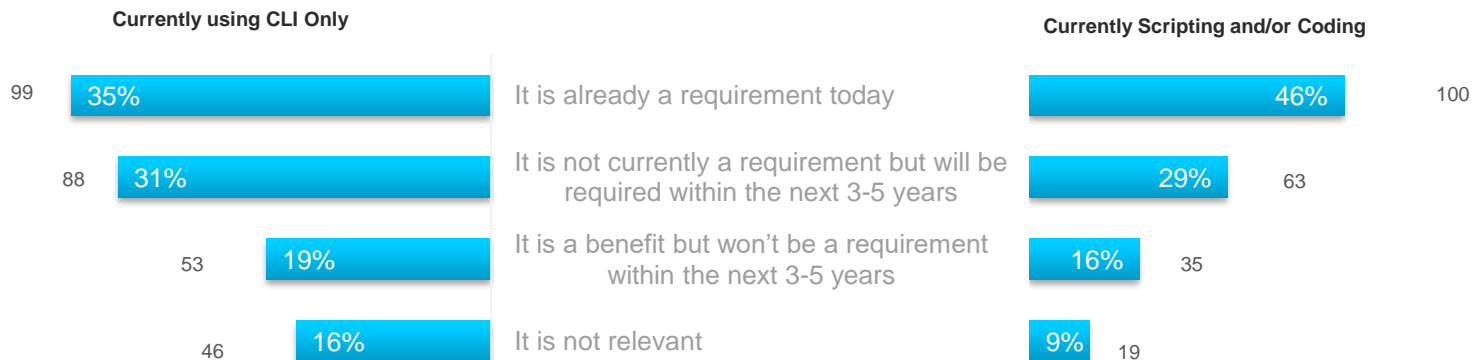 Currently using CLI Only
Currently Scripting and/or Coding
99 35% It is already a requirement today 46% 100
88 31% It is not currently a requirement but will be required within the next 3-5 years 29% 63
53 19% It is a benefit but won't be a requirement within the next 3-5 years 16% 35
46 16% It is not relevant 9% 19